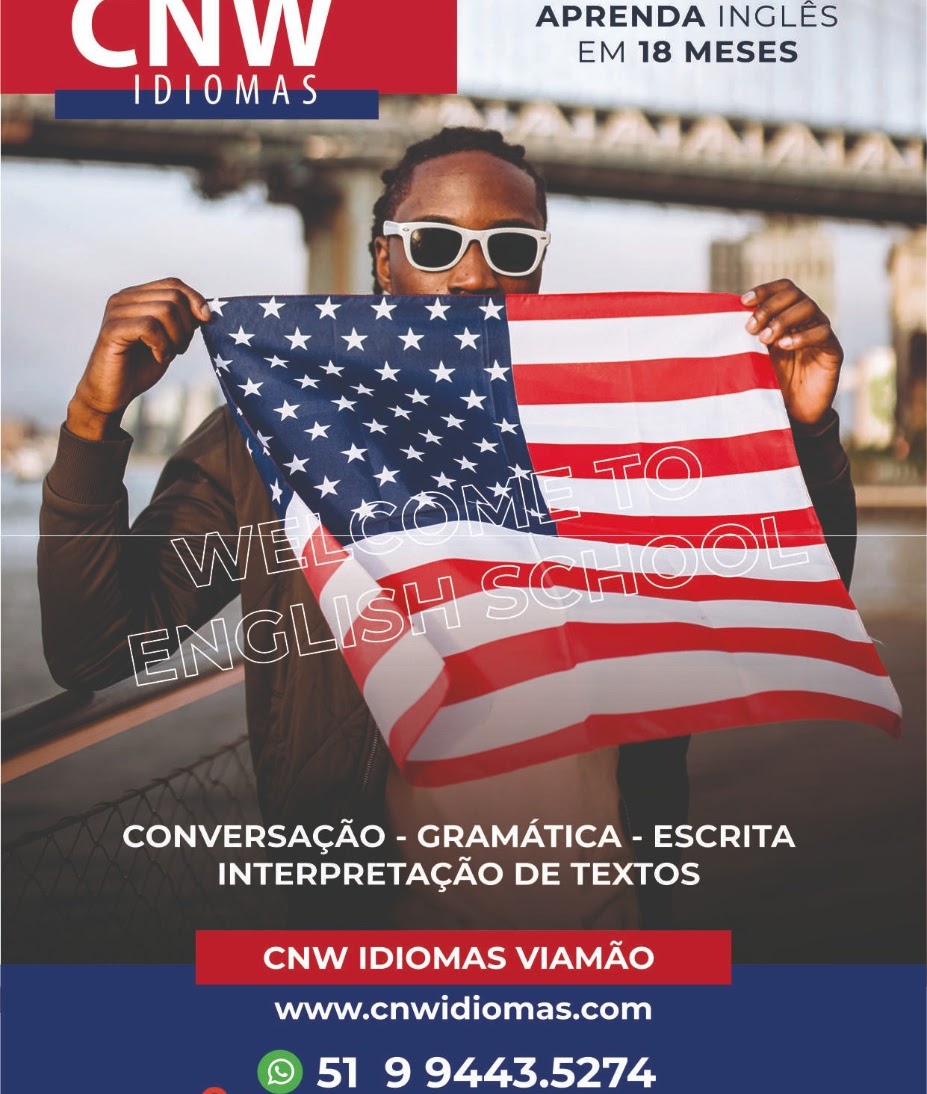 CNW
IDIOMAS
APRENDA INGLÊS
EM 18 MESES
WELCOME TO
ENGLISH SCHOOL
CONVERSAÇÃO - GRAMÁTICA - ESCRITA
INTERPRETAÇÃO DE TEXTOS
CNW IDIOMAS VIAMÃO
www.cnwidiomas.com
51 9 9443.5274